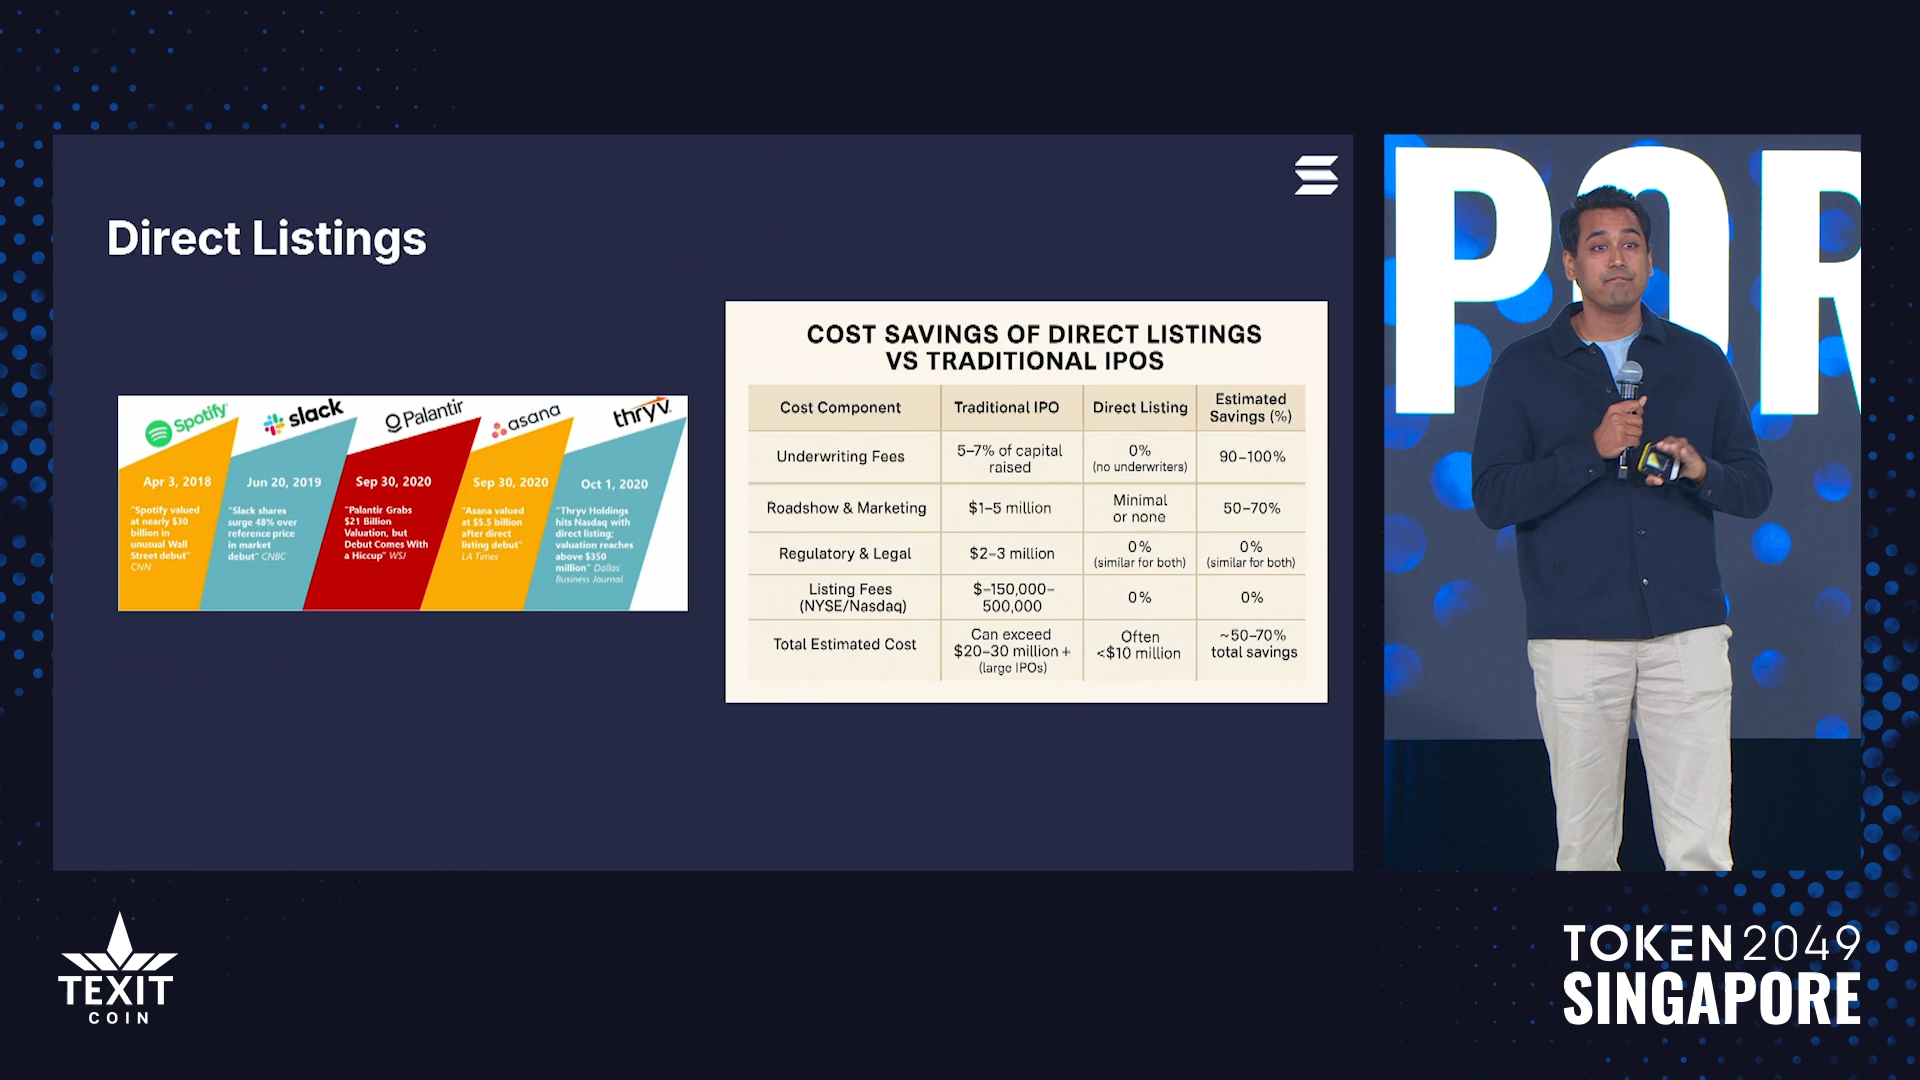 Direct Listings
Spotify
slack
Palantir
asana
thryv
Apr 3, 2018
"Spotify valued
at nearly $30
billion in
unusual Wall
Street debut"
CNN
Jun 20, 2019
"Slack shares
surge 48% over
reference price
in market
debut" CNBC
Sep 30, 2020
"Palantir Grabs
$21 Billion
Valuation, but
Debut Comes With
a Hiccup" WSJ
Sep 30, 2020
"Asana valued
at $5.5 billion
after direct
listing debut"
LA Times
Oct 1, 2020
"Thryv Holdings
hits Nasdaq with
direct listing;
valuation reaches
above $350
million" Dallas
Business Journal
COST SAVINGS OF DIRECT LISTINGS
VS TRADITIONAL IPOS
Cost Component
Traditional IPO
Direct Listing
Estimated
Savings (%)
Underwriting Fees
5–7% of capital
raised
0%
(no underwriters)
90–100%
Roadshow & Marketing
$1–5 million
Minimal
or none
50–70%
Regulatory & Legal
$2–3 million
0%
(similar for both)
0%
(similar for both)
Listing Fees
(NYSE/Nasdaq)
$–150,000–
500,000
0%
0%
Total Estimated Cost
Can exceed
$20–30 million +
(large IPOs)
Often
<$10 million
~50–70%
total savings
POR
TEXIT
COIN
TOKEN2049
SINGAPORE